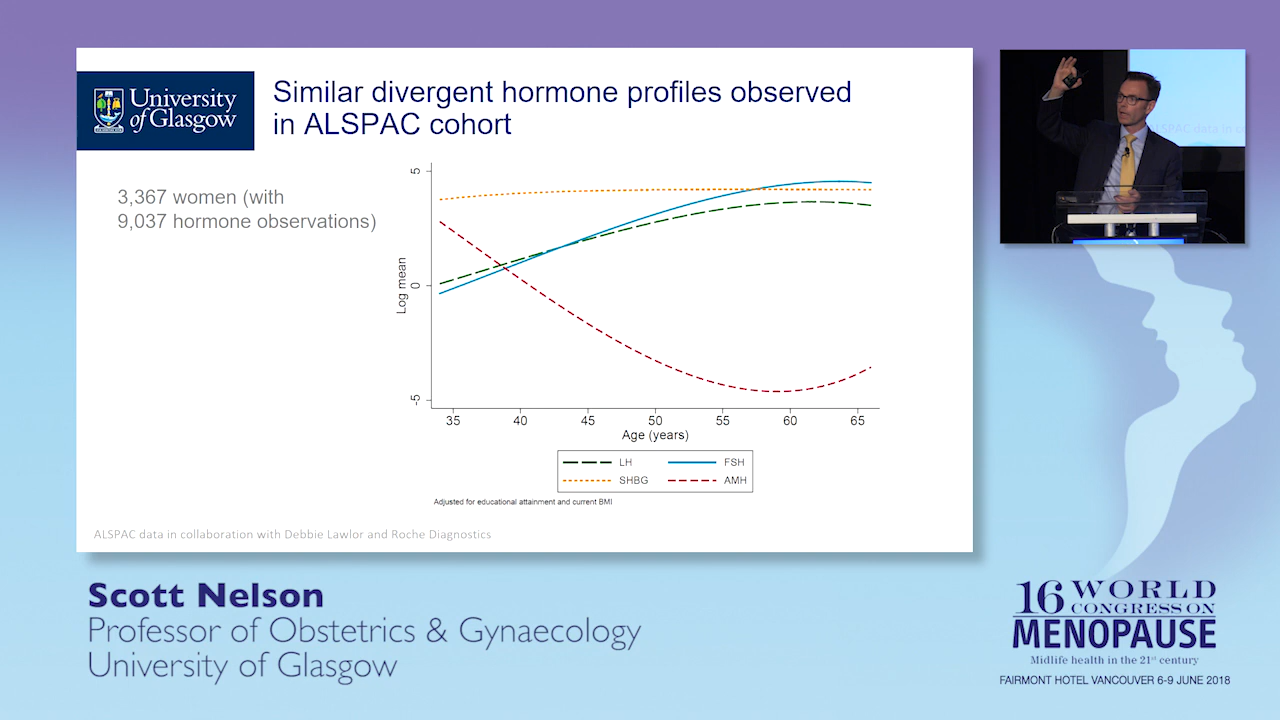 University
of Glasgow
Similar divergent hormone profiles observed
in ALSPAC cohort
3,367 women (with
9,037 hormone observations)
Log mean
5
0
-5
35 40 45 50 55 60 65
Age (years)
LH FSH
SHBG AMH
Adjusted for educational attainment and current BMI
ALSPAC data in collaboration with Debbie Lawlor and Roche Diagnostics
ALSPAC data in
Scott Nelson
Professor of Obstetrics & Gynaecology
University of Glasgow
16 WORLD
CONGRESS ON
MENOPAUSE
Midlife health in the 21st century
FAIRMONT HOTEL VANCOUVER 6-9 JUNE 2018